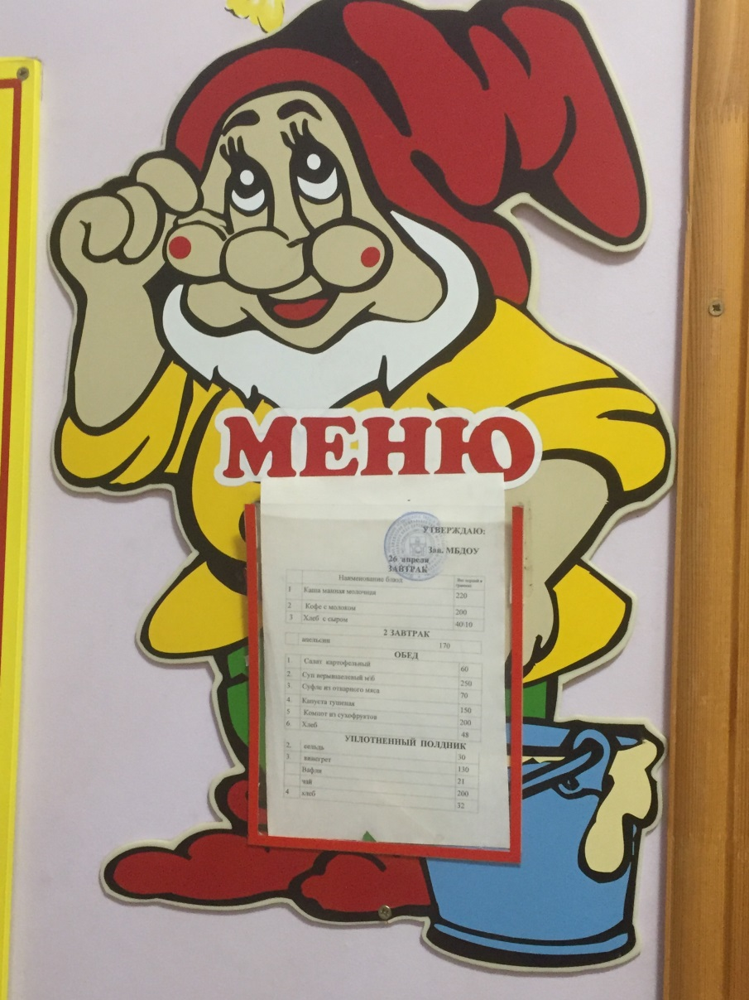 МЕНЮ
УТВЕРЖДАЮ:
Зав. МБДОУ
26 апреля
ЗАВТРАК
Наименование блюд
1 Каша манная молочная 220
2 Кофе с молоком 200
3 Хлеб с сыром 40\10
2 ЗАВТРАК
апельсин 170
ОБЕД
1. Салат картофельный 60
2. Суп вермишелевый м\б 250
3. Суфле из отварного мяса 70
4. Капуста тушеная 150
5 Компот из сухофруктов 200
6. Хлеб 48
УПЛОТНЕННЫЙ ПОЛДНИК
2. сельдь 30
3. винегрет 130
Вафли 21
чай 200
4 хлеб 32